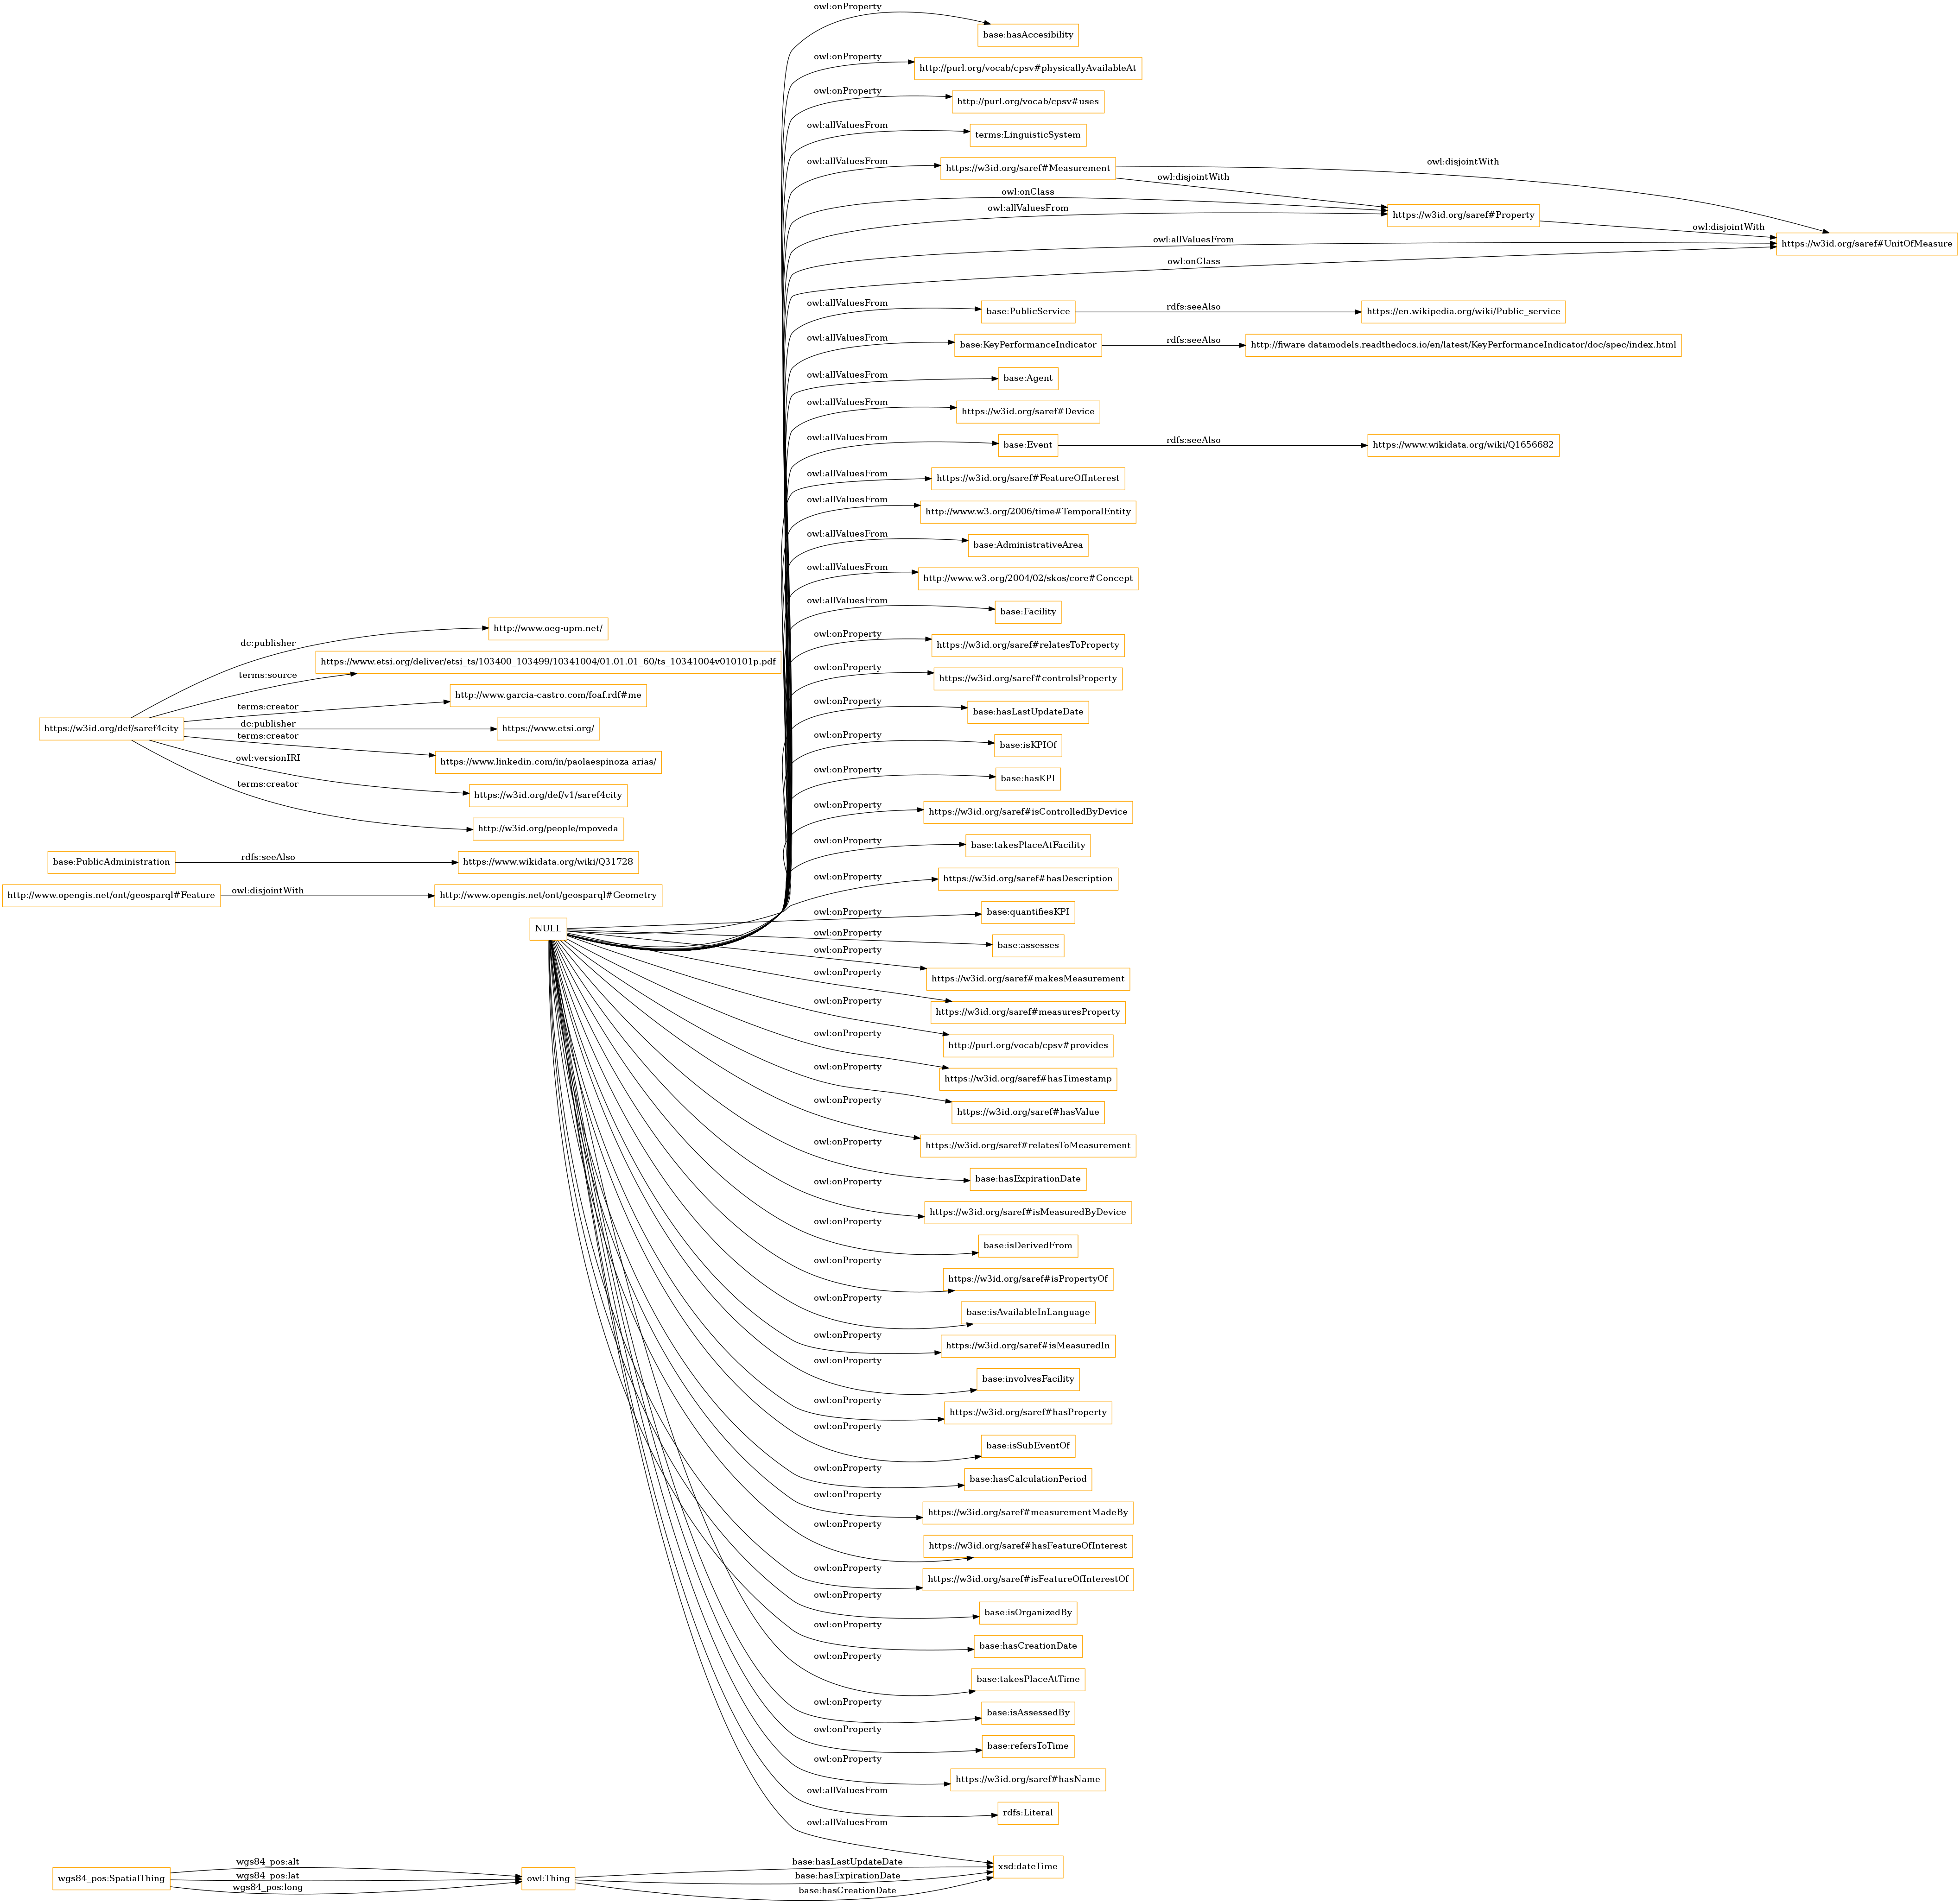 owl:onProperty
base:hasAccesibility
owl:onProperty
http://purl.org/vocab/cpsv#physicallyAvailableAt
owl:onProperty
http://purl.org/vocab/cpsv#uses
owl:allValuesFrom
terms:LinguisticSystem
owl:allValuesFrom
https://w3id.org/saref#Measurement
owl:disjointWith
owl:disjointWith
owl:onClass
owl:allValuesFrom
https://w3id.org/saref#Property
owl:disjointWith
owl:allValuesFrom
https://w3id.org/saref#UnitOfMeasure
owl:onClass
owl:allValuesFrom
base:PublicService
rdfs:seeAlso
https://en.wikipedia.org/wiki/Public_service
owl:allValuesFrom
base:KeyPerformanceIndicator
rdfs:seeAlso
http://fiware-datamodels.readthedocs.io/en/latest/KeyPerformanceIndicator/doc/spec/index.html
owl:allValuesFrom
base:Agent
owl:allValuesFrom
https://w3id.org/saref#Device
owl:allValuesFrom
base:Event
rdfs:seeAlso
https://www.wikidata.org/wiki/Q1656682
owl:allValuesFrom
https://w3id.org/saref#FeatureOfInterest
owl:allValuesFrom
http://www.w3.org/2006/time#TemporalEntity
owl:allValuesFrom
base:AdministrativeArea
owl:allValuesFrom
http://www.w3.org/2004/02/skos/core#Concept
owl:allValuesFrom
base:Facility
dc:publisher
http://www.oeg-upm.net/
owl:onProperty
https://w3id.org/saref#relatesToProperty
terms:source
https://www.etsi.org/deliver/etsi_ts/103400_103499/10341004/01.01.01_60/ts_10341004v010101p.pdf
owl:onProperty
https://w3id.org/saref#controlsProperty
terms:creator
http://www.garcia-castro.com/foaf.rdf#me
owl:onProperty
base:hasLastUpdateDate
https://w3id.org/def/saref4city
dc:publisher
https://www.etsi.org/
owl:onProperty
base:isKPIOf
terms:creator
https://www.linkedin.com/in/paolaespinoza-arias/
owl:onProperty
base:hasKPI
owl:versionIRI
https://w3id.org/def/v1/saref4city
owl:onProperty
https://w3id.org/saref#isControlledByDevice
terms:creator
http://w3id.org/people/mpoveda
owl:onProperty
base:takesPlaceAtFacility
base:PublicAdministration
rdfs:seeAlso
https://www.wikidata.org/wiki/Q31728
owl:onProperty
https://w3id.org/saref#hasDescription
http://www.opengis.net/ont/geosparql#Feature
owl:disjointWith
http://www.opengis.net/ont/geosparql#Geometry
NULL
owl:onProperty
base:quantifiesKPI
owl:onProperty
base:assesses
owl:onProperty
https://w3id.org/saref#makesMeasurement
owl:onProperty
https://w3id.org/saref#measuresProperty
owl:onProperty
http://purl.org/vocab/cpsv#provides
owl:onProperty
https://w3id.org/saref#hasTimestamp
owl:onProperty
https://w3id.org/saref#hasValue
owl:onProperty
https://w3id.org/saref#relatesToMeasurement
owl:onProperty
base:hasExpirationDate
owl:onProperty
https://w3id.org/saref#isMeasuredByDevice
owl:onProperty
base:isDerivedFrom
owl:onProperty
https://w3id.org/saref#isPropertyOf
owl:onProperty
base:isAvailableInLanguage
owl:onProperty
https://w3id.org/saref#isMeasuredIn
owl:onProperty
base:involvesFacility
owl:onProperty
https://w3id.org/saref#hasProperty
owl:onProperty
base:isSubEventOf
owl:onProperty
base:hasCalculationPeriod
owl:onProperty
https://w3id.org/saref#measurementMadeBy
owl:onProperty
https://w3id.org/saref#hasFeatureOfInterest
owl:onProperty
https://w3id.org/saref#isFeatureOfInterestOf
owl:onProperty
base:isOrganizedBy
owl:onProperty
base:hasCreationDate
owl:onProperty
base:takesPlaceAtTime
owl:onProperty
base:isAssessedBy
owl:onProperty
base:refersToTime
owl:onProperty
https://w3id.org/saref#hasName
owl:allValuesFrom
rdfs:Literal
owl:allValuesFrom
wgs84_pos:SpatialThing
wgs84_pos:alt
wgs84_pos:lat
wgs84_pos:long
owl:Thing
base:hasLastUpdateDate
base:hasExpirationDate
base:hasCreationDate
xsd:dateTime